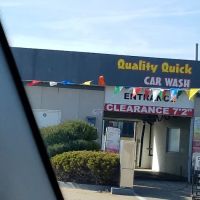 Quality Quick
CAR WASH
ENTRANCE
CLEARANCE 7'2"